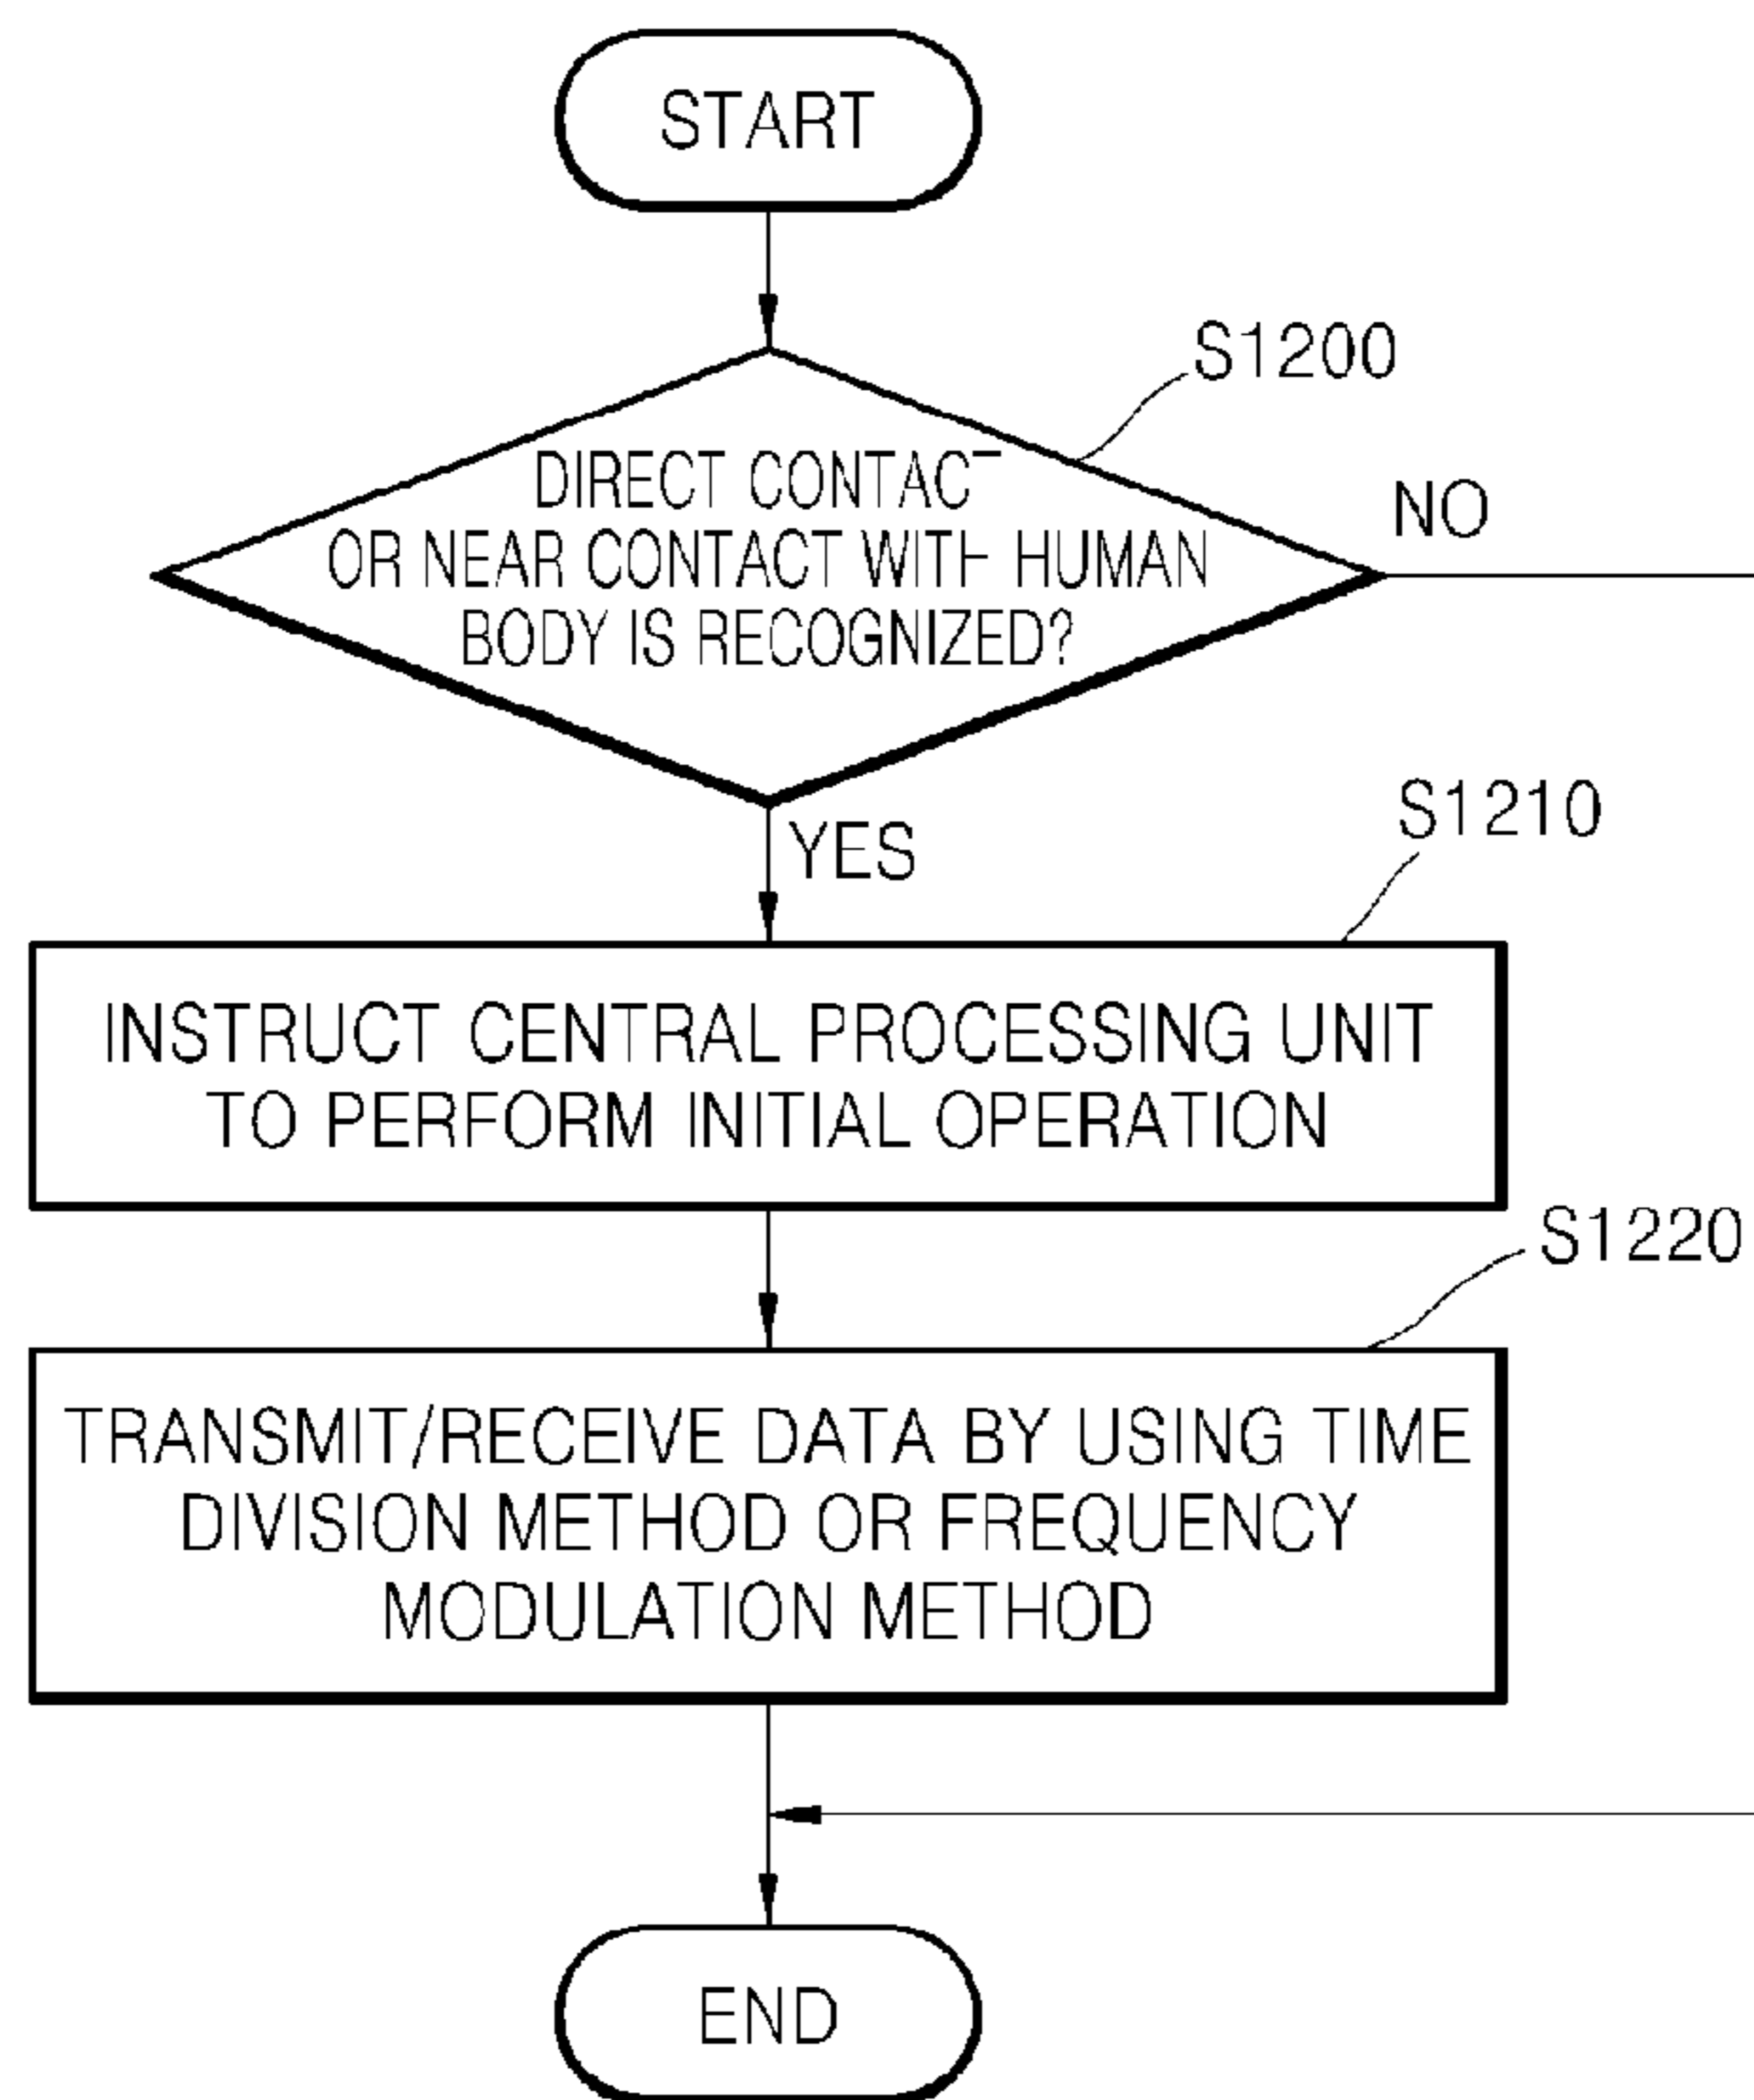 START
S1200
DIRECT CONTACT
OR NEAR CONTACT WITH HUMAN
BODY IS RECOGNIZED?
NO
YES
S1210
INSTRUCT CENTRAL PROCESSING UNIT
TO PERFORM INITIAL OPERATION
S1220
TRANSMIT/RECEIVE DATA BY USING TIME
DIVISION METHOD OR FREQUENCY
MODULATION METHOD
END